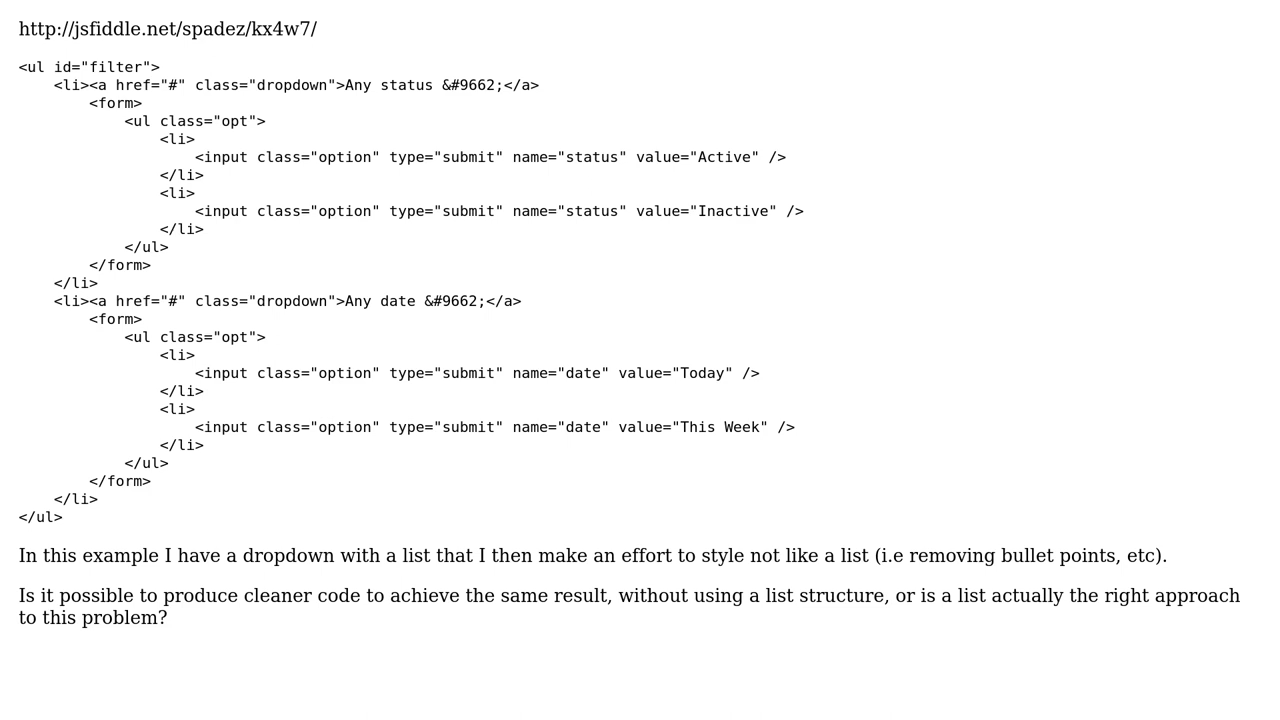 http://jsfiddle.net/spadez/kx4w7/
<ul id="filter">
    <li><a href="#" class="dropdown">Any status &#9662;</a>
        <form>
            <ul class="opt">
                <li>
                    <input class="option" type="submit" name="status" value="Active" />
                </li>
                <li>
                    <input class="option" type="submit" name="status" value="Inactive" />
                </li>
            </ul>
        </form>
    </li>
    <li><a href="#" class="dropdown">Any date &#9662;</a>
        <form>
            <ul class="opt">
                <li>
                    <input class="option" type="submit" name="date" value="Today" />
                </li>
                <li>
                    <input class="option" type="submit" name="date" value="This Week" />
                </li>
            </ul>
        </form>
    </li>
</ul>
In this example I have a dropdown with a list that I then make an effort to style not like a list (i.e removing bullet points, etc).
Is it possible to produce cleaner code to achieve the same result, without using a list structure, or is a list actually the right approach
to this problem?